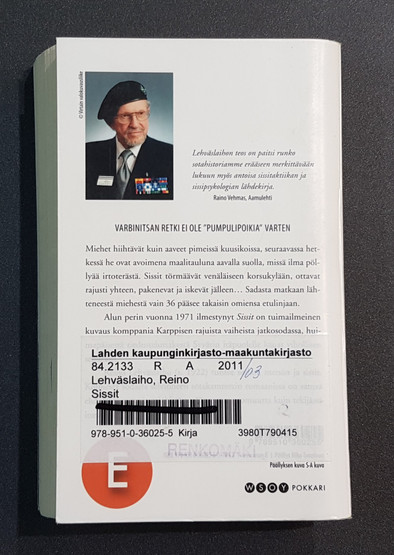 © Virtain valokuvausliike
Lehväslaihon teos on paitsi runko
sotahistoriamme erääseen merkittävään
lukuun myös antoisa sissitaktiikan ja
sissipsykologian lähdekirja.
Raino Vehmas, Aamulehti
VARBINITSAN RETKI EI OLE "PUMPULIPOIKIA" VARTEN
Miehet hiihtävät kuin aaveet pimeissä kuusikoissa, seuraavassa het-
kessä he ovat avoimena maalitauluna aavalla suolla, missä ilma pöl-
lyää irtoterästä. Sissit törmäävät venäläiseen korsukylään, ottavat
rajusti yhteen, pakenevat ja iskevät jälleen... Sadasta matkaan läh-
teneestä miehestä vain 36 pääsee takaisin omiensa etulinjaan.
Alun perin vuonna 1971 ilmestynyt Sissit on tuimailmeinen
kuvaus komppania Karppisen rajuista vaiheista jatkosodassa, hui-
Lahden kaupunginkirjasto-maakuntakirjasto
84.2133 R A 2011/03
Lehväslaiho, Reino
Sissit
978-951-0-36025-5 Kirja 3980T790415
RENKOMÄKI
E
Päällyksen kuva S-A kuva
WSOY POKKARI